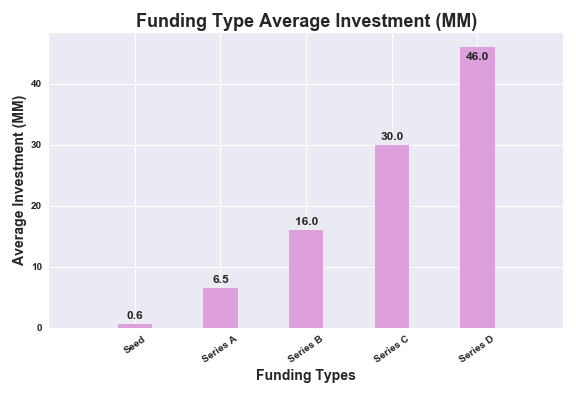 Funding Type Average Investment (MM)
Average Investment (MM)
40
30
20
10
0
0.6
6.5
16.0
30.0
46.0
Seed
Series A
Series B
Series C
Series D
Funding Types